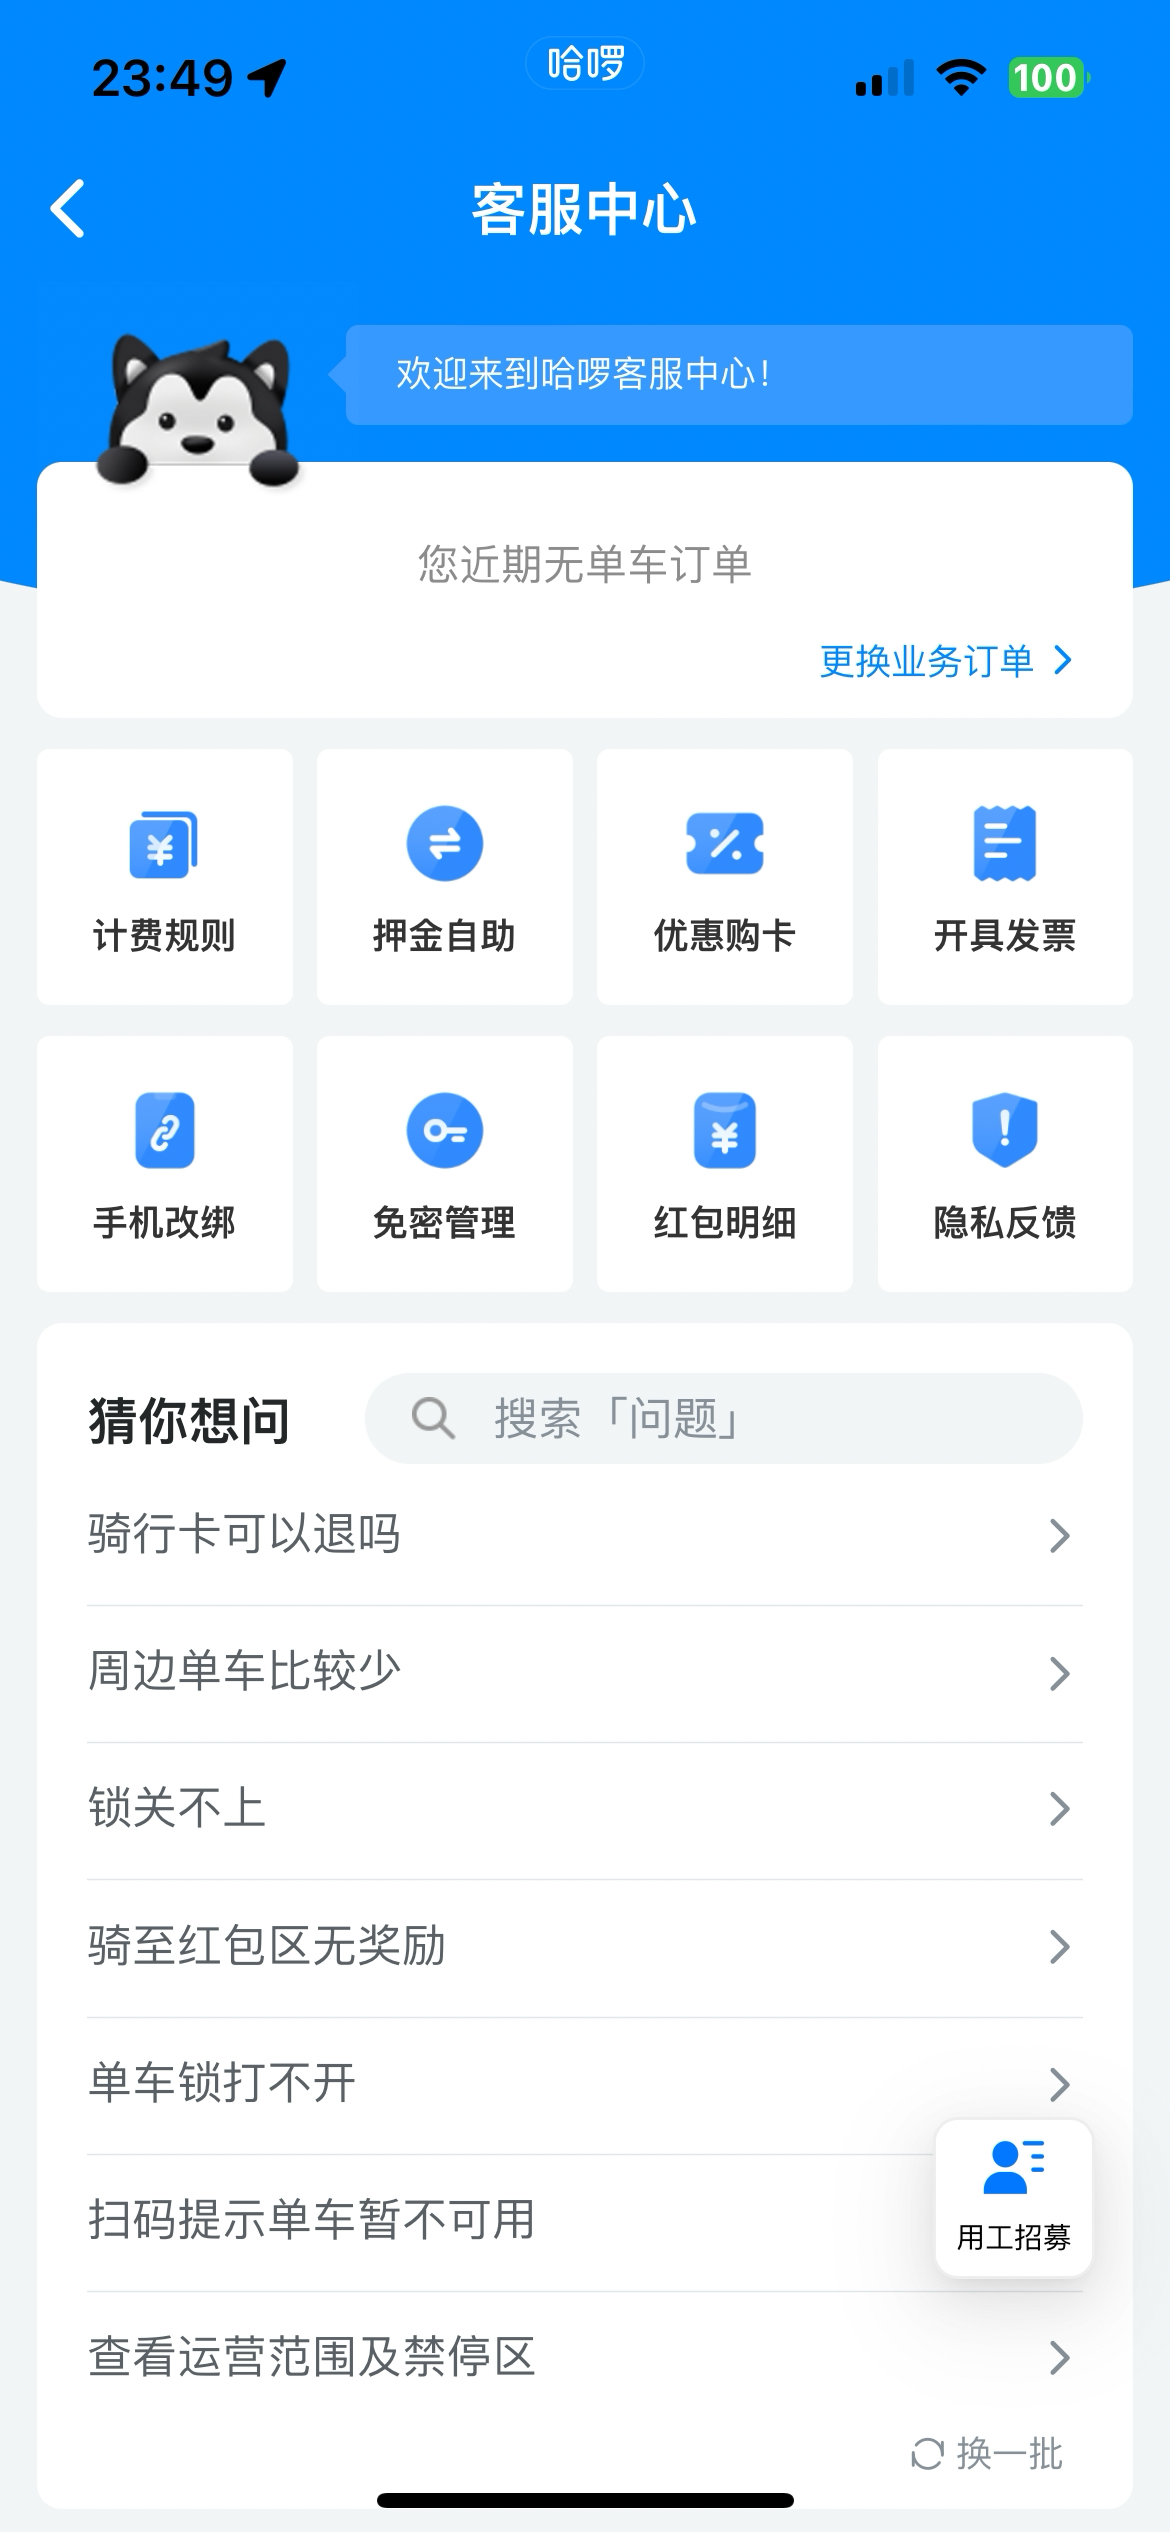 23:49
哈啰
100
客服中心
欢迎来到哈啰客服中心!
您近期无单车订单
更换业务订单
计费规则
押金自助
优惠购卡
开具发票
手机改绑
免密管理
红包明细
隐私反馈
猜你想问
搜索「问题」
骑行卡可以退吗
周边单车比较少
锁关不上
骑至红包区无奖励
单车锁打不开
扫码提示单车暂不可用
用工招募
查看运营范围及禁停区
换一批